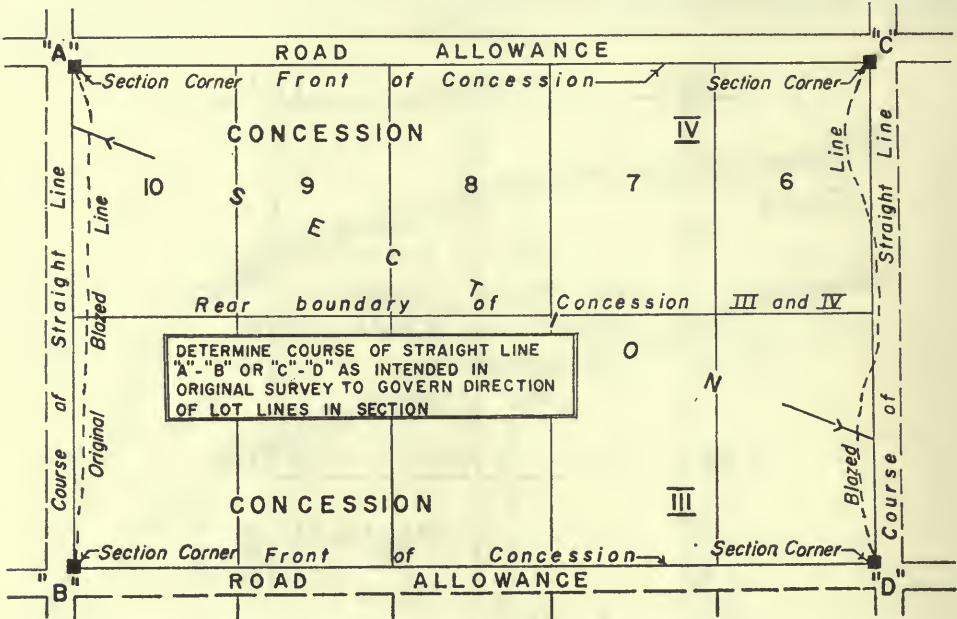 "A" ROAD ALLOWANCE "C"
Section Corner Front of Concession Section Corner
CONCESSION IV
10 9 8 7 6
SECTION
Rear boundary of Concession III and IV
DETERMINE COURSE OF STRAIGHT LINE
"A"-"B" OR "C"-"D" AS INTENDED IN
ORIGINAL SURVEY TO GOVERN DIRECTION
OF LOT LINES IN SECTION
CONCESSION III
Section Corner Front of Concession Section Corner
"B" ROAD ALLOWANCE "D"
Course of Straight Line
Original Blazed Line
Blazed Line
Course of Straight Line